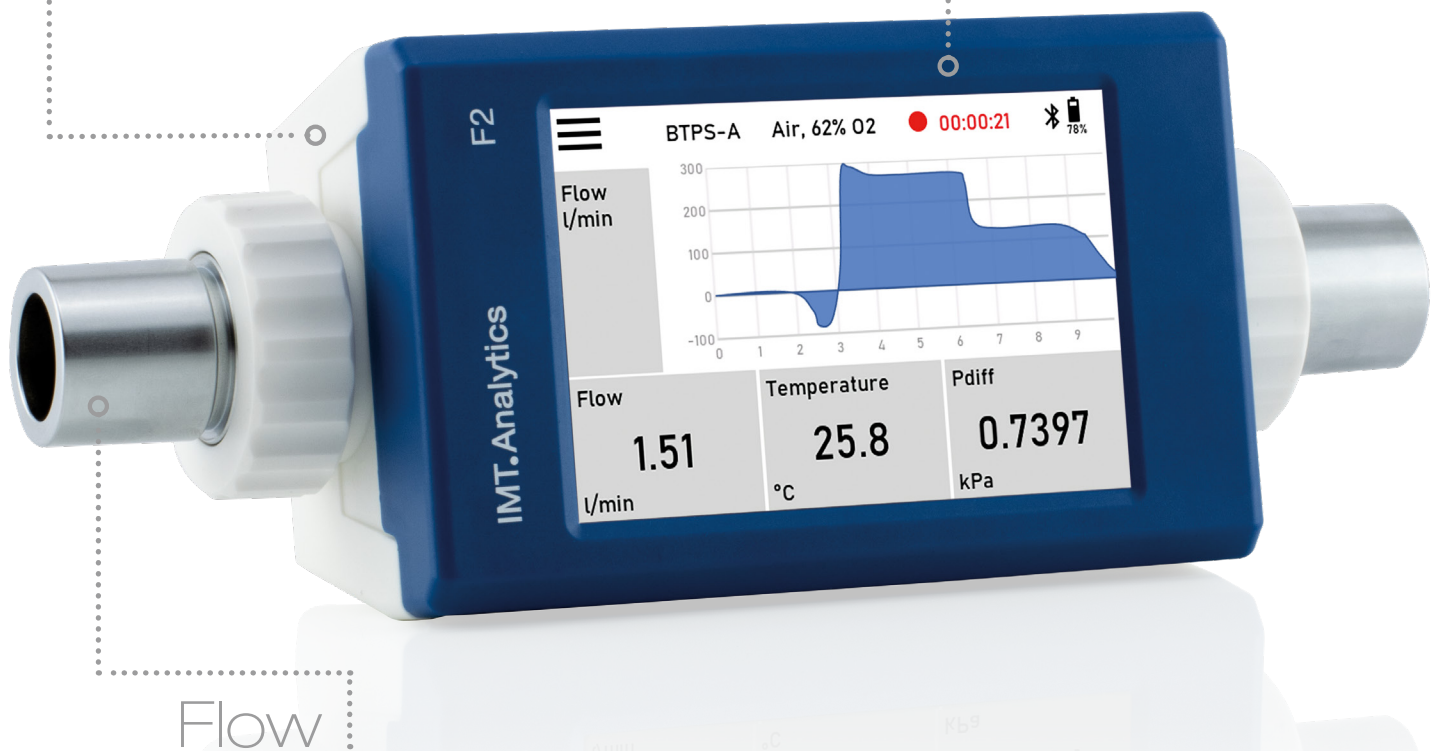 F2
IMT.Analytics
BTPS-A Air, 62% O2 00:00:21 78%
Flow
l/min
300
200
100
0
-100
0 1 2 3 4 5 6 7 8 9
Flow
1.51
l/min
Temperature
25.8
°C
Pdiff
0.7397
kPa
Flow